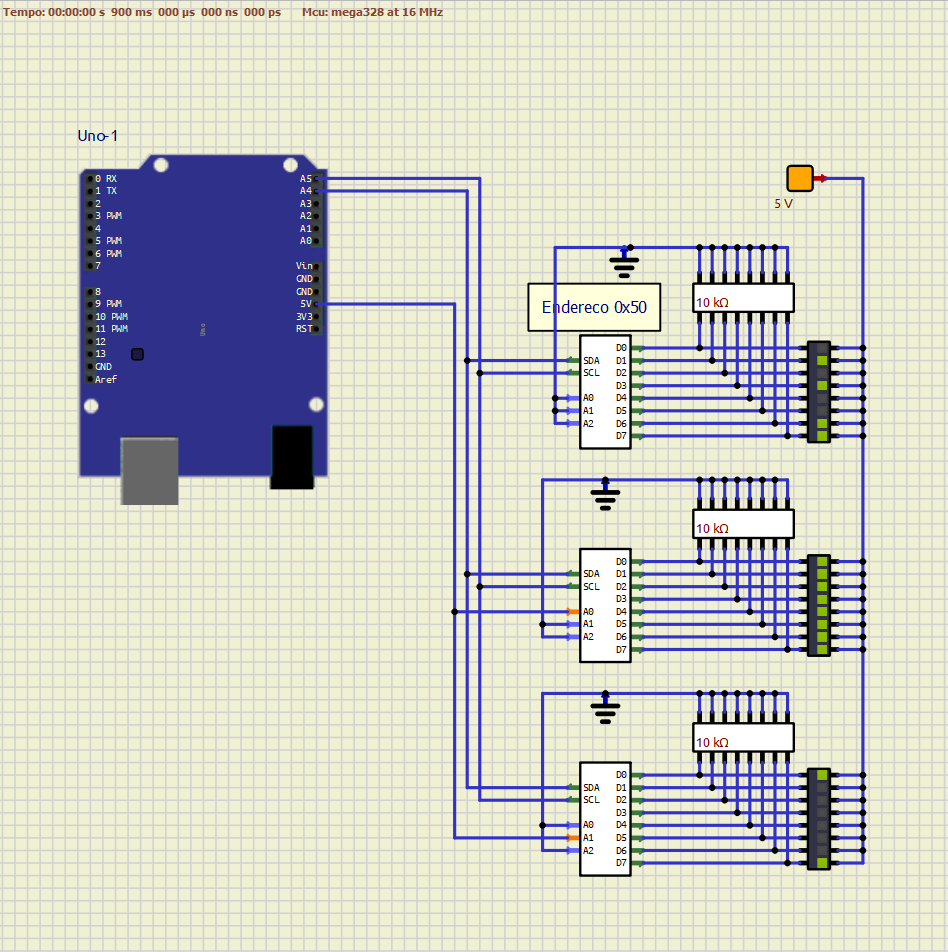 Tempo: 00:00:00 s 900 ms 000 µs 000 ns 000 ps Mcu: mega328 at 16 MHz
Uno-1
0 RX
1 TX
2
3 PWM
4
5 PWM
6 PWM
7
8
9 PWM
10 PWM
11 PWM
12
13
GND
Aref
Uno
A5
A4
A3
A2
A1
A0
Vin
GND
GND
5V
3V3
RST
5 V
10 kΩ
Endereco 0x50
SDA
SCL
A0
A1
A2
D0
D1
D2
D3
D4
D5
D6
D7
10 kΩ
SDA
SCL
A0
A1
A2
D0
D1
D2
D3
D4
D5
D6
D7
10 kΩ
SDA
SCL
A0
A1
A2
D0
D1
D2
D3
D4
D5
D6
D7